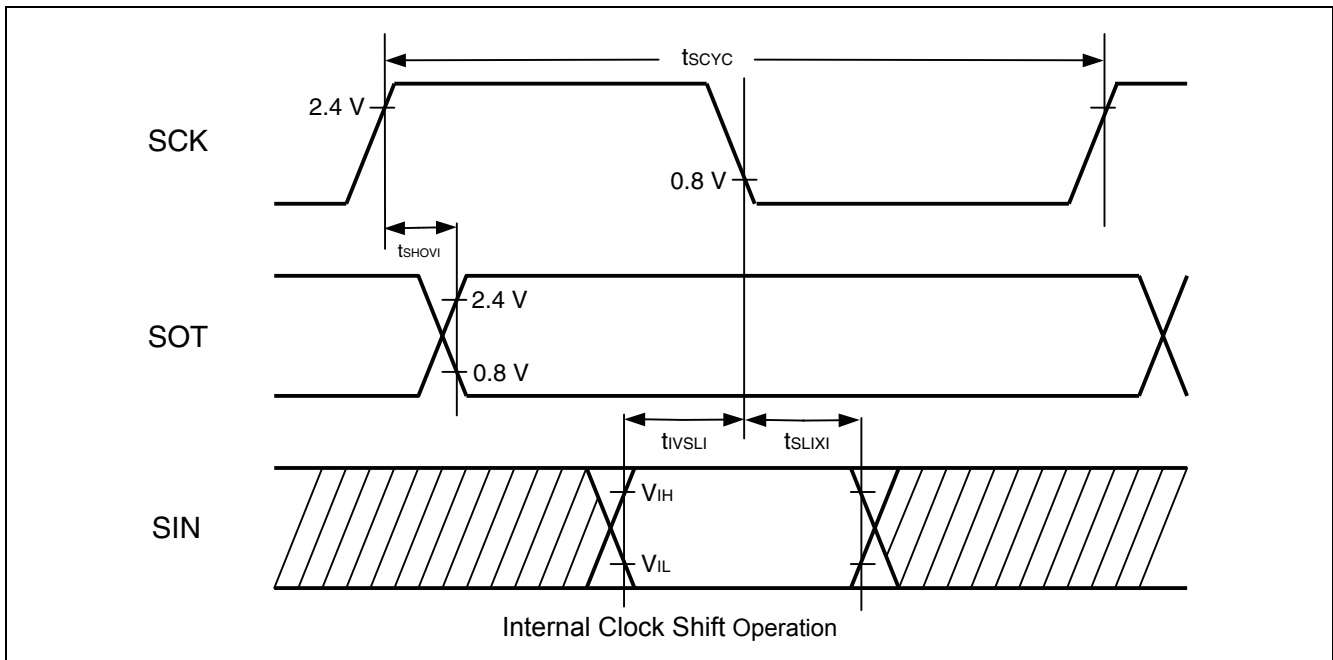 tSCYC
2.4 V
SCK
0.8 V
tSHOVI
2.4 V
SOT
0.8 V
tIVSLI tSLIXI
VIH
SIN
VIL
Internal Clock Shift Operation